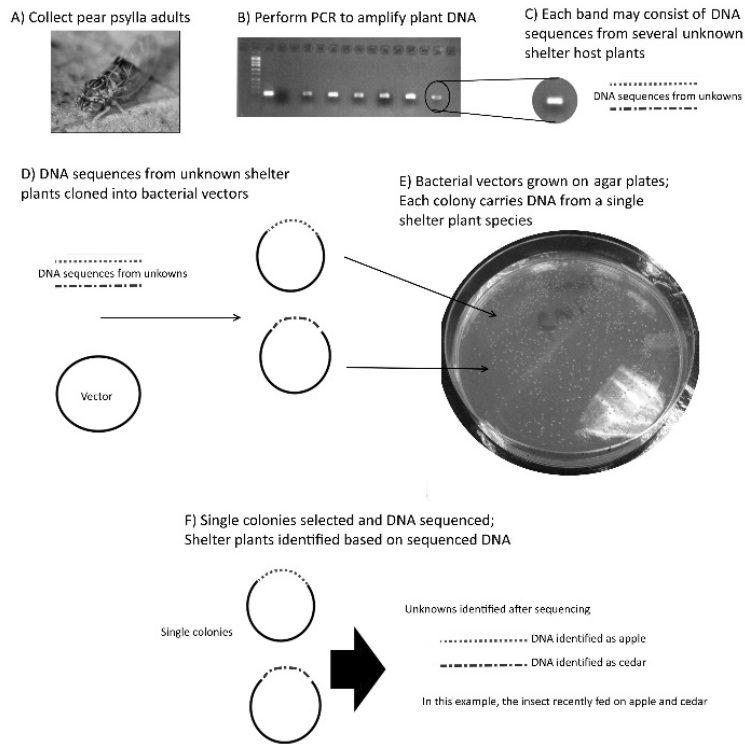 A) Collect pear psylla adults
B) Perform PCR to amplify plant DNA
C) Each band may consist of DNA
sequences from several unknown
shelter host plants
DNA sequences from unkowns
D) DNA sequences from unknown shelter
plants cloned into bacterial vectors
DNA sequences from unkowns
Vector
E) Bacterial vectors grown on agar plates;
Each colony carries DNA from a single
shelter plant species
F) Single colonies selected and DNA sequenced;
Shelter plants identified based on sequenced DNA
Single colonies
Unknowns identified after sequencing
DNA identified as apple
DNA identified as cedar
In this example, the insect recently fed on apple and cedar